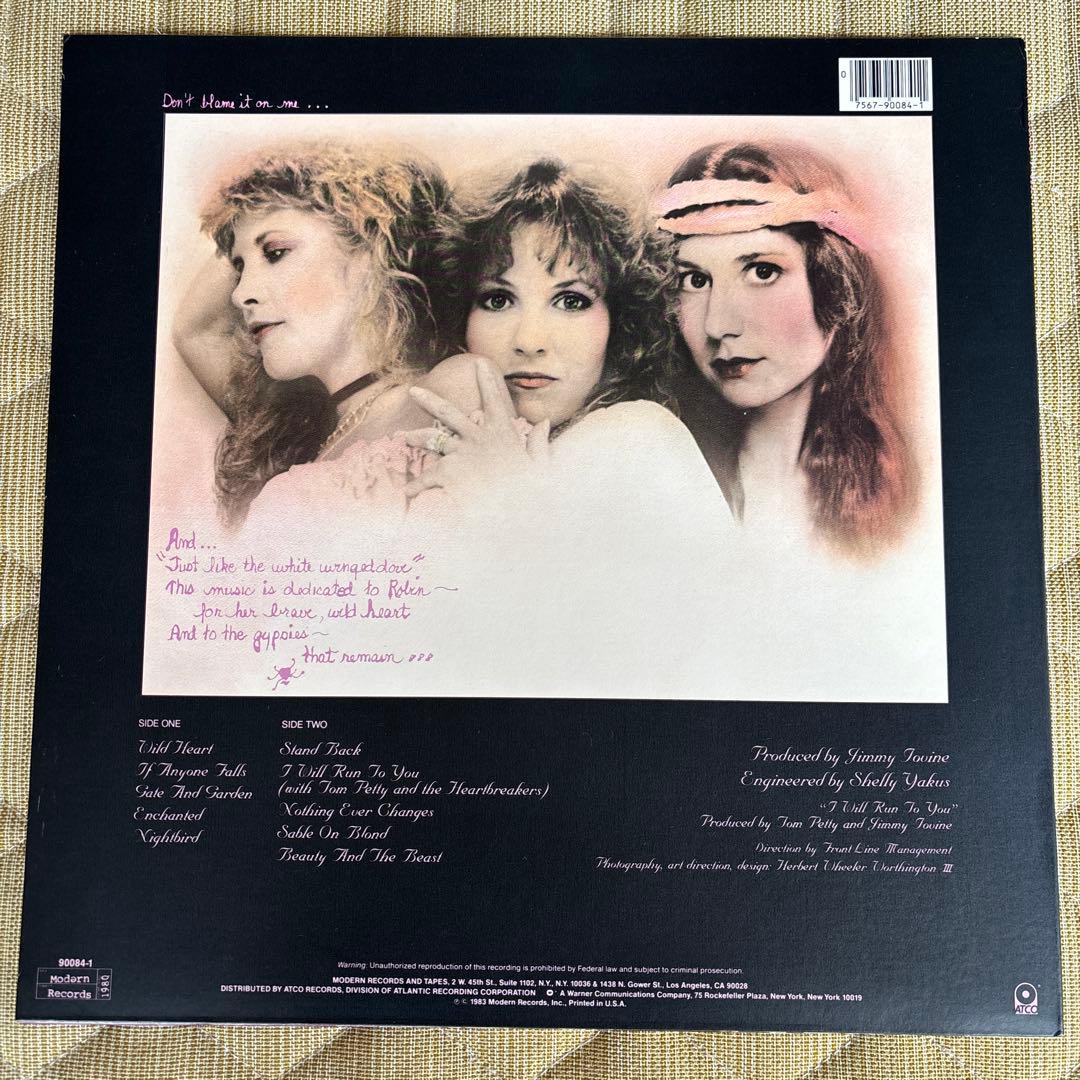 Don't blame it on me ...
0
7567-90084-1
And...
"Just like the white winged dove"
This music is dedicated to Robin ~
for her brave, wild heart
And to the gypsies ~
that remain ...
SIDE ONE
Wild Heart
If Anyone Falls
Gate And Garden
Enchanted
Nightbird
SIDE TWO
Stand Back
I Will Run To You
(with Tom Petty and the Heartbreakers)
Nothing Ever Changes
Sable On Blond
Beauty And The Beast
Produced by Jimmy Iovine
Engineered by Shelly Yakus
"I Will Run To You"
Produced by Tom Petty and Jimmy Iovine
Direction by Front Line Management
Photography, art direction, design: Herbert Wheeler Worthington III
90084-1
Modern
Records
1980
Warning: Unauthorized reproduction of this recording is prohibited by Federal law and subject to criminal prosecution.
MODERN RECORDS AND TAPES, 2 W. 45th St., Suite 1102, N.Y., N.Y. 10036 & 1438 N. Gower St., Los Angeles, CA 90028
DISTRIBUTED BY ATCO RECORDS, DIVISION OF ATLANTIC RECORDING CORPORATION · A Warner Communications Company, 75 Rockefeller Plaza, New York, New York 10019
℗ © 1983 Modern Records, Inc., Printed in U.S.A.
ATCO